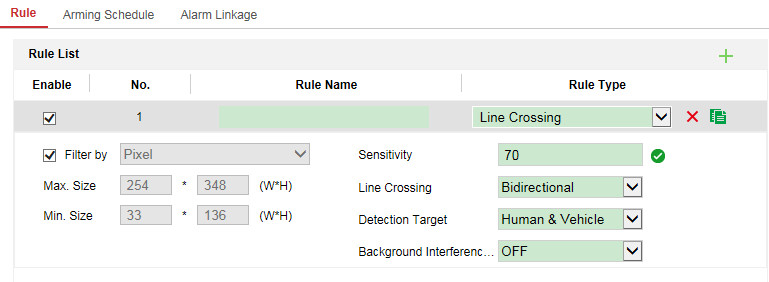 Rule Arming Schedule Alarm Linkage
Rule List
Enable No. Rule Name Rule Type
1 Line Crossing
Filter by Pixel Sensitivity 70
Max. Size 254 * 348 (W*H) Line Crossing Bidirectional
Min. Size 33 * 136 (W*H) Detection Target Human & Vehicle
Background Interferenc... OFF